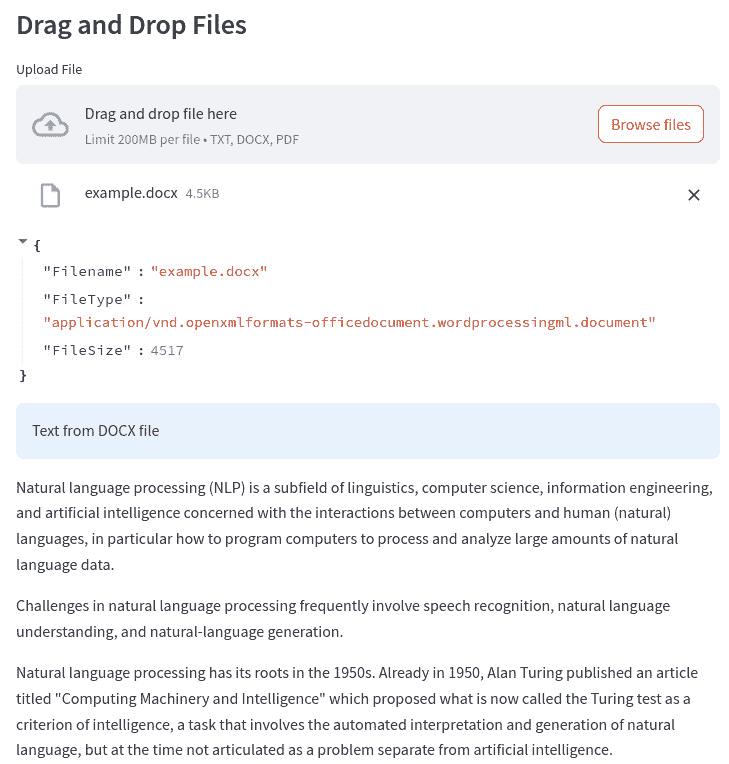 Drag and Drop Files
Upload File
Drag and drop file here
Limit 200MB per file • TXT, DOCX, PDF
Browse files
example.docx 4.5KB
{
"Filename" : "example.docx"
"FileType" :
"application/vnd.openxmlformats-officedocument.wordprocessingml.document"
"FileSize" : 4517
}
Text from DOCX file
Natural language processing (NLP) is a subfield of linguistics, computer science, information engineering,
and artificial intelligence concerned with the interactions between computers and human (natural)
languages, in particular how to program computers to process and analyze large amounts of natural
language data.
Challenges in natural language processing frequently involve speech recognition, natural language
understanding, and natural-language generation.
Natural language processing has its roots in the 1950s. Already in 1950, Alan Turing published an article
titled "Computing Machinery and Intelligence" which proposed what is now called the Turing test as a
criterion of intelligence, a task that involves the automated interpretation and generation of natural
language, but at the time not articulated as a problem separate from artificial intelligence.